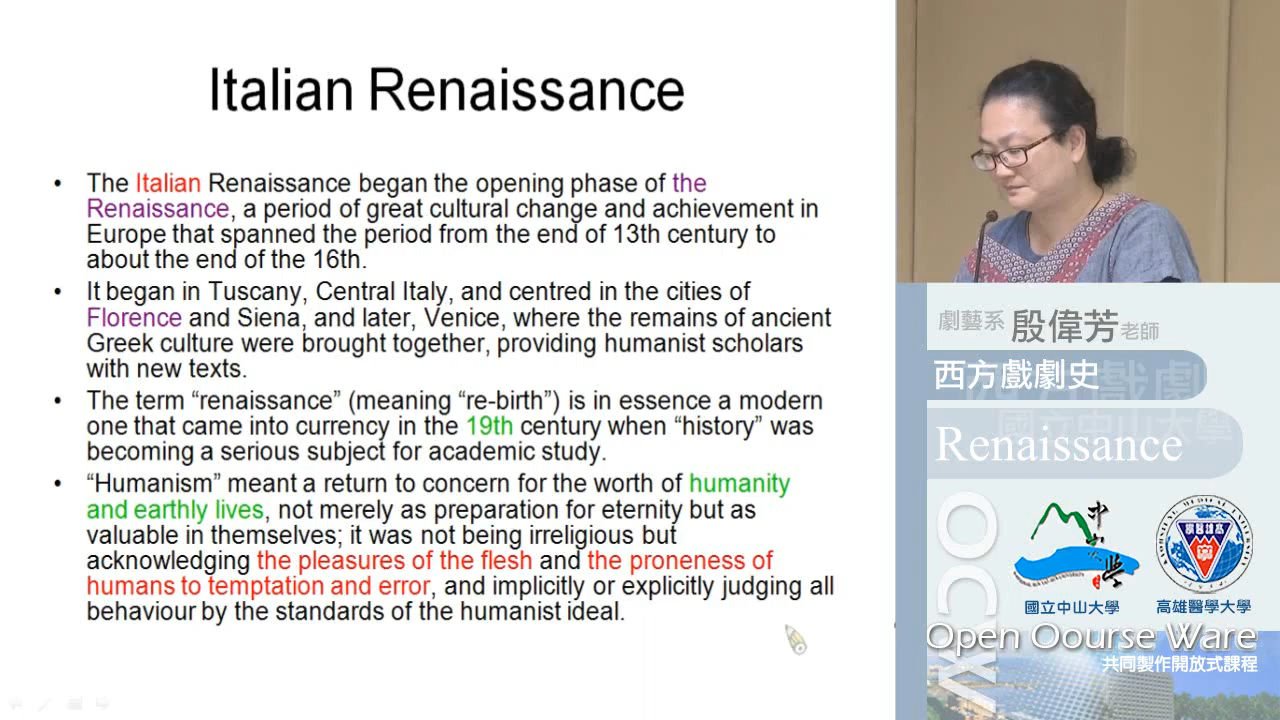 Italian Renaissance
• The Italian Renaissance began the opening phase of the
Renaissance, a period of great cultural change and achievement in
Europe that spanned the period from the end of 13th century to
about the end of the 16th.
• It began in Tuscany, Central Italy, and centred in the cities of
Florence and Siena, and later, Venice, where the remains of ancient
Greek culture were brought together, providing humanist scholars
with new texts.
• The term “renaissance” (meaning “re-birth”) is in essence a modern
one that came into currency in the 19th century when “history” was
becoming a serious subject for academic study.
• “Humanism” meant a return to concern for the worth of humanity
and earthly lives, not merely as preparation for eternity but as
valuable in themselves; it was not being irreligious but
acknowledging the pleasures of the flesh and the proneness of
humans to temptation and error, and implicitly or explicitly judging all
behaviour by the standards of the humanist ideal.
劇藝系 殷偉芳老師
西方戲劇史
Renaissance
國立中山大學
OCW
國立中山大學
高雄醫學大學
Open Oourse Ware
共同製作開放式課程